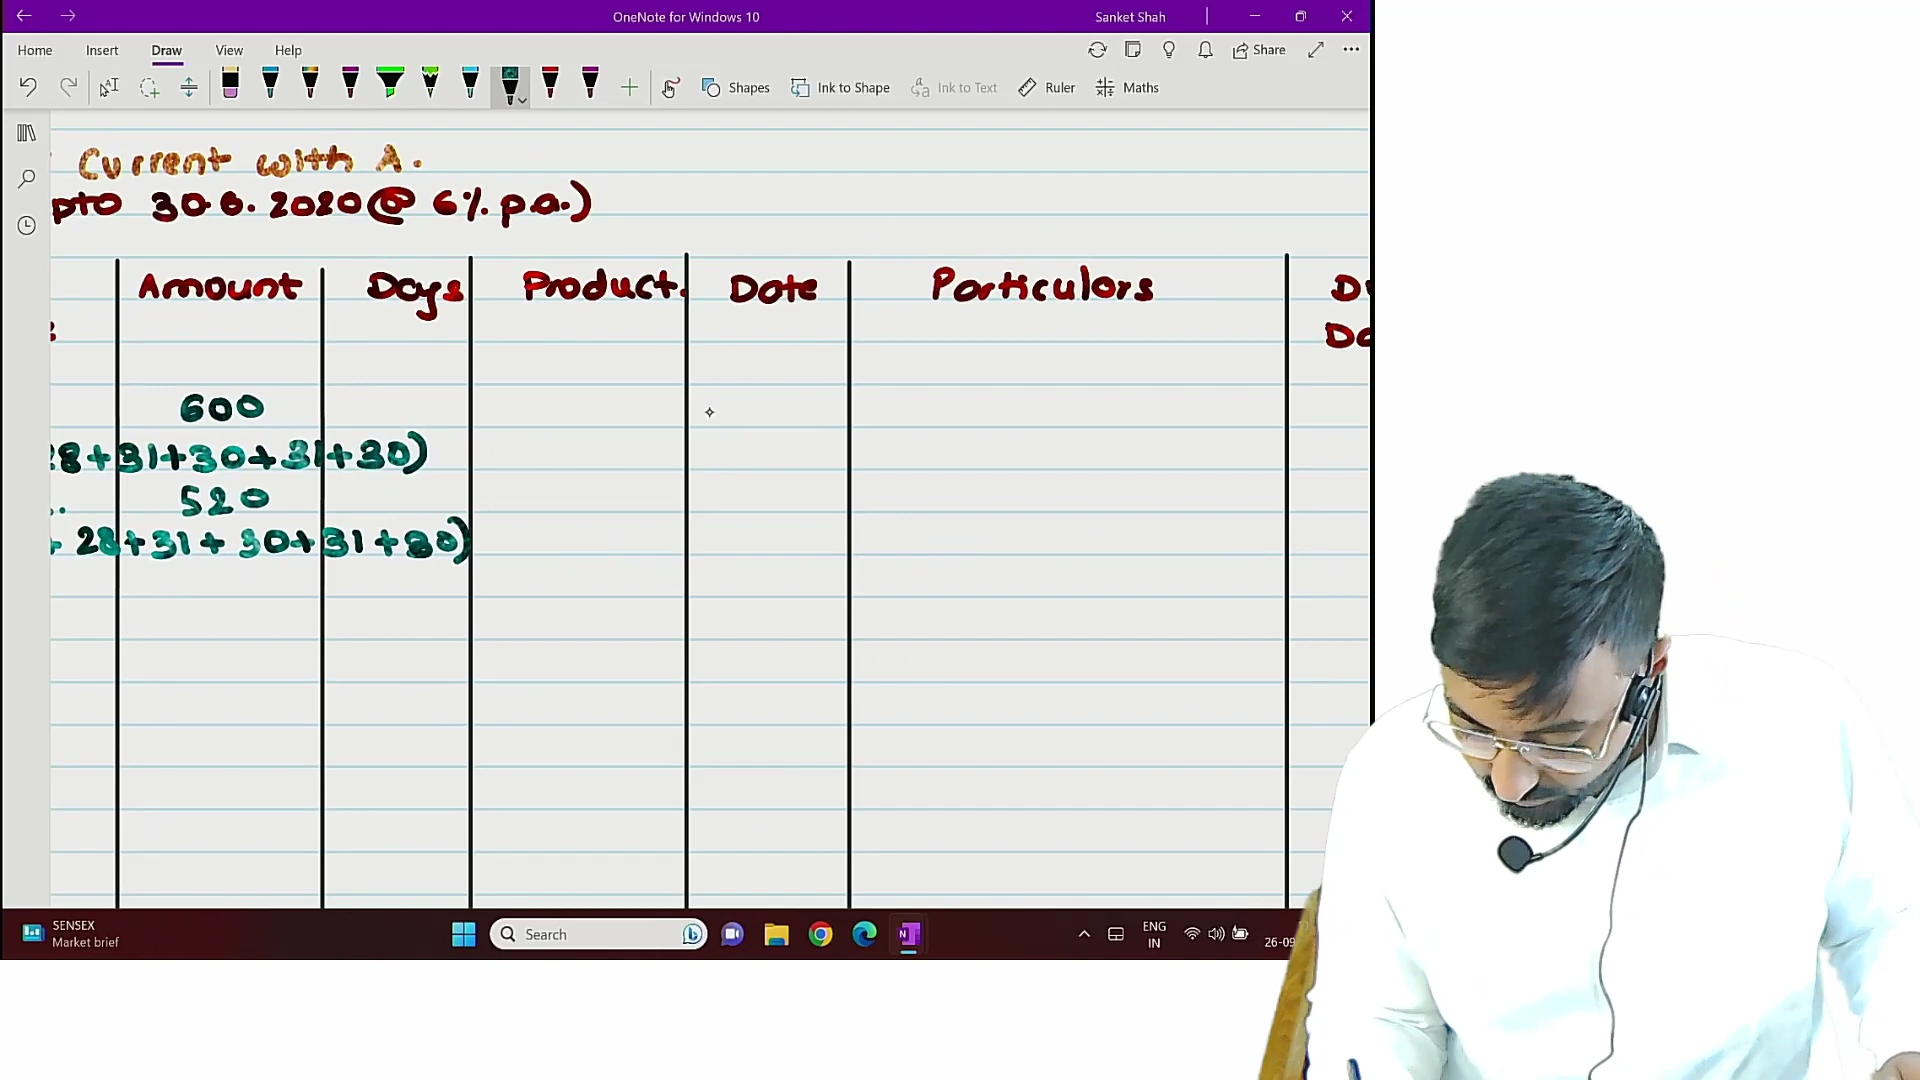 OneNote for Windows 10
Sanket Shah
Home Insert Draw View Help
Share
Shapes Ink to Shape Ink to Text Ruler Maths
Current with A.
pto 30.6.2020 @ 6% p.a.)
Amount Days Product. Date Particulars
600
28+31+30+31+30)
520
+ 28+31+30+31+30)
SENSEX
Market brief
Search
ENG
IN
26-09